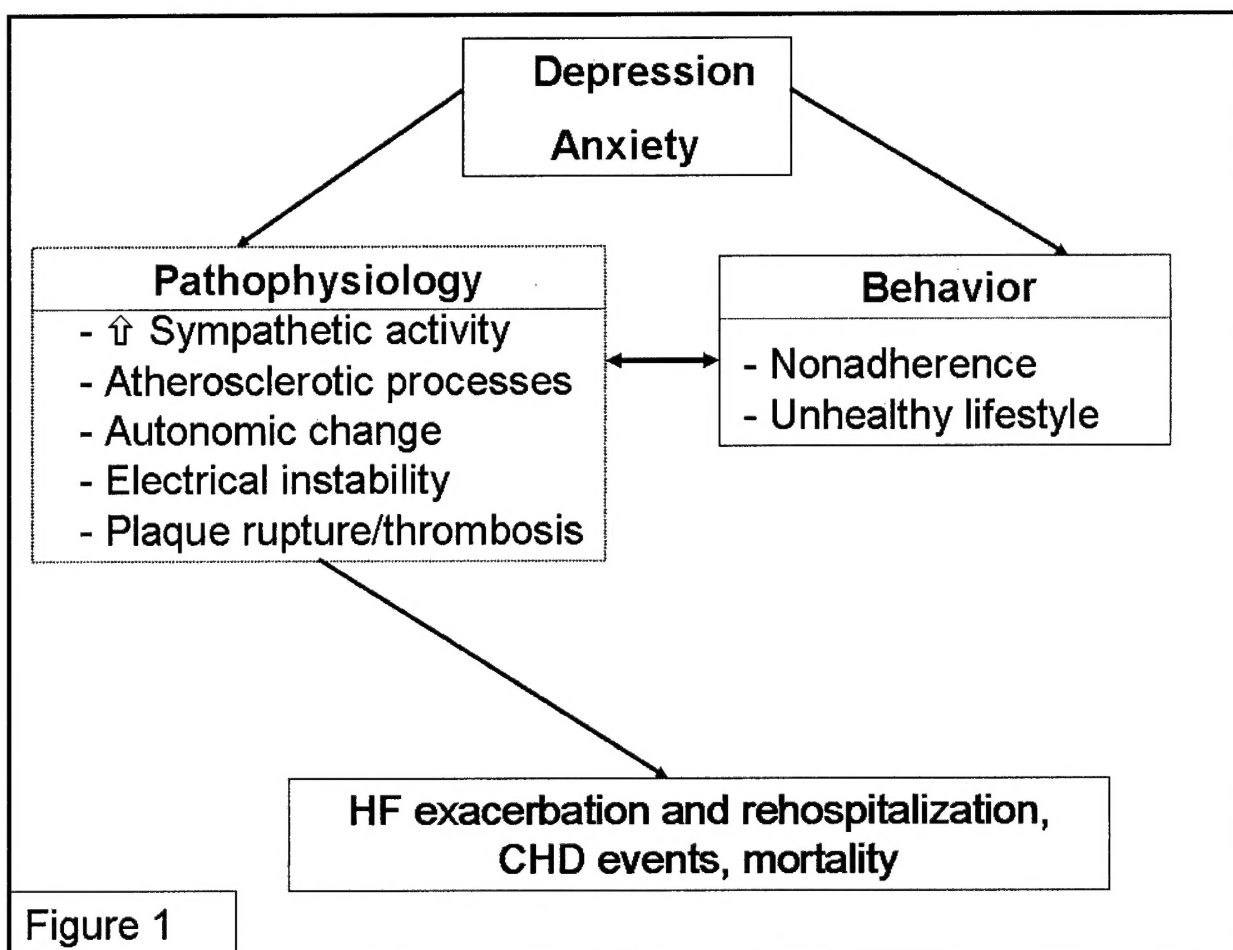 Depression
Anxiety
Pathophysiology
- ⇧ Sympathetic activity
- Atherosclerotic processes
- Autonomic change
- Electrical instability
- Plaque rupture/thrombosis
Behavior
- Nonadherence
- Unhealthy lifestyle
HF exacerbation and rehospitalization,
CHD events, mortality
Figure 1